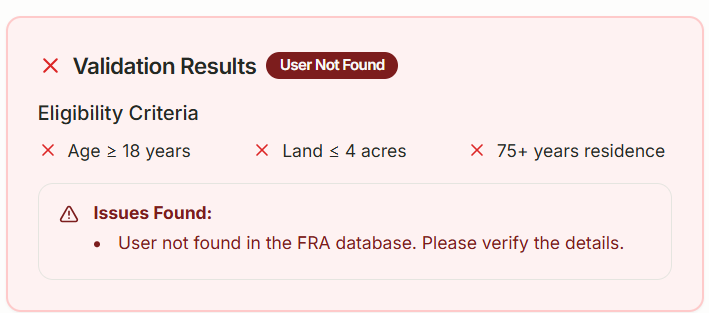 Validation Results User Not Found
Eligibility Criteria
Age ≥ 18 years Land ≤ 4 acres 75+ years residence
Issues Found:
• User not found in the FRA database. Please verify the details.